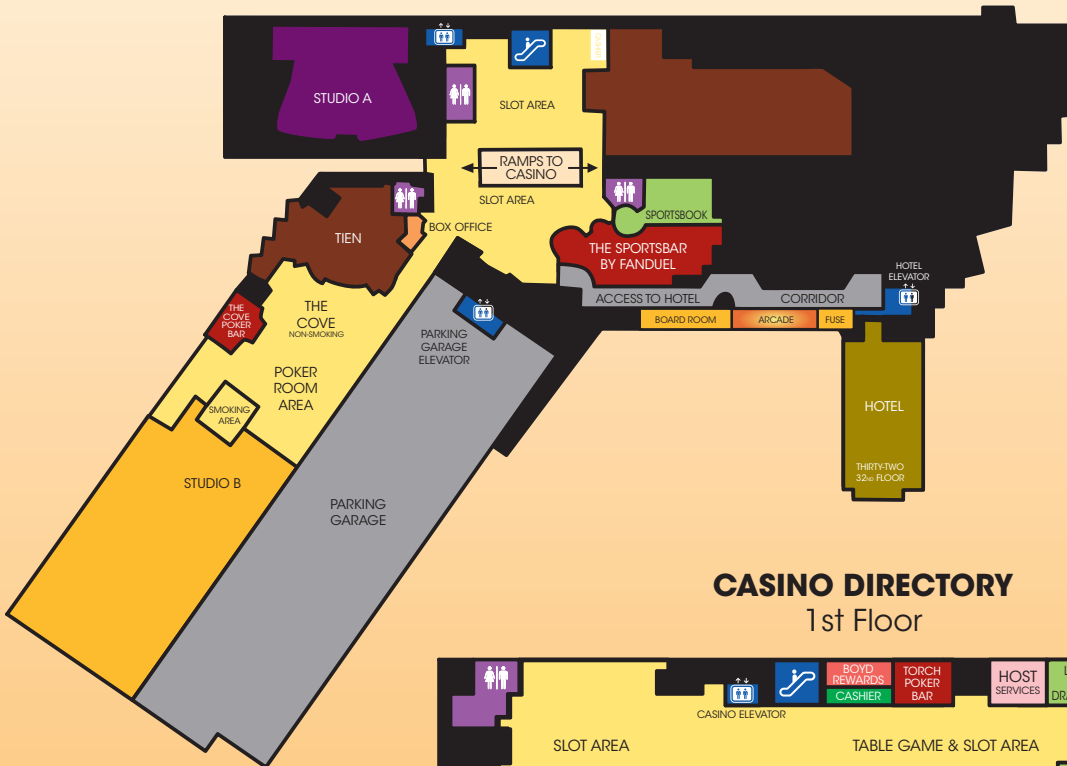 CASHIER
STUDIO A
SLOT AREA
RAMPS TO
CASINO
SLOT AREA
SPORTSBOOK
BOX OFFICE
TIEN
THE SPORTSBAR
BY FANDUEL
HOTEL
ELEVATOR
ACCESS TO HOTEL
CORRIDOR
THE
COVE
NON-SMOKING
THE
COVE
POKER
BAR
BOARD ROOM
ARCADE
FUSE
PARKING
GARAGE
ELEVATOR
POKER
ROOM
AREA
SMOKING
AREA
HOTEL
THIRTY-TWO
32ND FLOOR
STUDIO B
PARKING
GARAGE
CASINO DIRECTORY
1st Floor
BOYD
REWARDS
CASHIER
TORCH
POKER
BAR
HOST
SERVICES
CASINO ELEVATOR
SLOT AREA
TABLE GAME & SLOT AREA